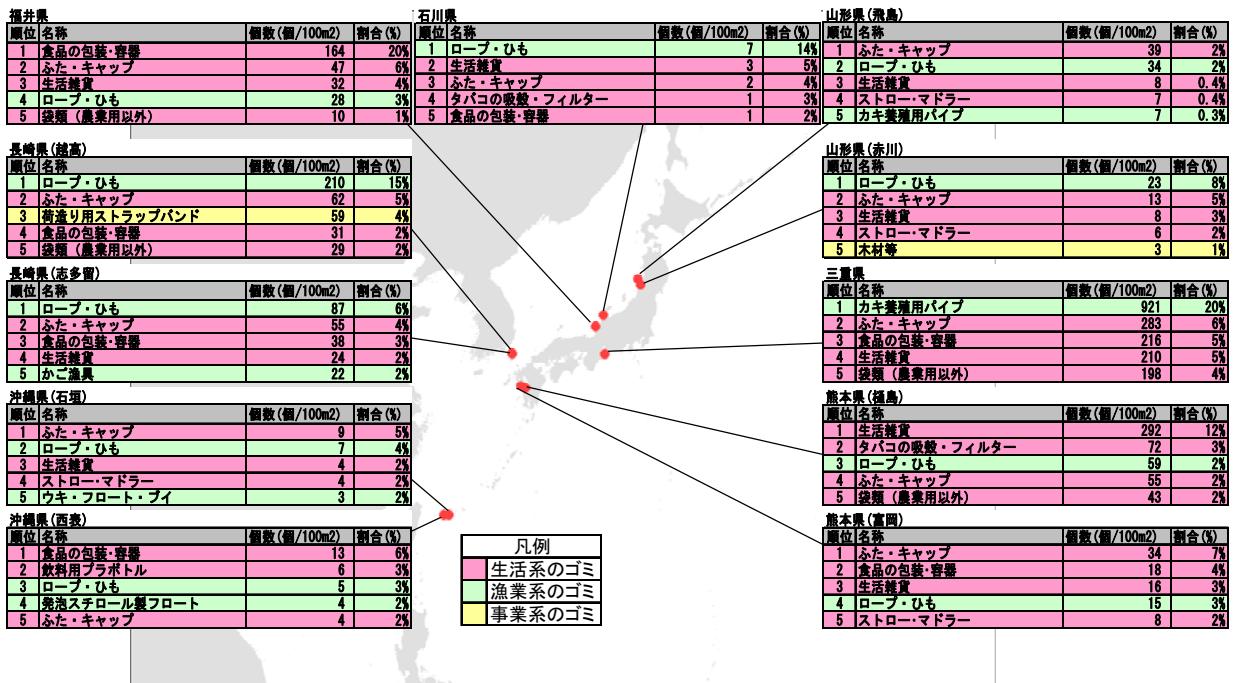 福井県
順位 名称 個数(個/100m2) 割合(%)
1 食品の包装・容器 164 20%
2 ふた・キャップ 47 6%
3 生活雑貨 32 4%
4 ロープ・ひも 28 3%
5 袋類（農業用以外） 10 1%
石川県
順位 名称 個数(個/100m2) 割合(%)
1 ロープ・ひも 7 14%
2 生活雑貨 3 5%
3 ふた・キャップ 2 4%
4 タバコの吸殻・フィルター 1 3%
5 食品の包装・容器 1 2%
山形県(飛島)
順位 名称 個数(個/100m2) 割合(%)
1 ふた・キャップ 39 2%
2 ロープ・ひも 34 2%
3 生活雑貨 8 0.4%
4 ストロー・マドラー 7 0.4%
5 カキ養殖用パイプ 7 0.3%
長崎県(越高)
順位 名称 個数(個/100m2) 割合(%)
1 ロープ・ひも 210 15%
2 ふた・キャップ 62 5%
3 荷造り用ストラップバンド 59 4%
4 食品の包装・容器 31 2%
5 袋類（農業用以外） 29 2%
山形県(赤川)
順位 名称 個数(個/100m2) 割合(%)
1 ロープ・ひも 23 8%
2 ふた・キャップ 13 5%
3 生活雑貨 8 3%
4 ストロー・マドラー 6 2%
5 木材等 3 1%
長崎県(志多留)
順位 名称 個数(個/100m2) 割合(%)
1 ロープ・ひも 87 6%
2 ふた・キャップ 55 4%
3 食品の包装・容器 38 3%
4 生活雑貨 24 2%
5 かご漁具 22 2%
三重県
順位 名称 個数(個/100m2) 割合(%)
1 カキ養殖用パイプ 921 20%
2 ふた・キャップ 283 6%
3 食品の包装・容器 216 5%
4 生活雑貨 210 5%
5 袋類（農業用以外） 198 4%
沖縄県(石垣)
順位 名称 個数(個/100m2) 割合(%)
1 ふた・キャップ 9 5%
2 ロープ・ひも 7 4%
3 生活雑貨 4 2%
4 ストロー・マドラー 4 2%
5 ウキ・フロート・ブイ 3 2%
熊本県(樋島)
順位 名称 個数(個/100m2) 割合(%)
1 生活雑貨 292 12%
2 タバコの吸殻・フィルター 72 3%
3 ロープ・ひも 59 2%
4 ふた・キャップ 55 2%
5 袋類（農業用以外） 43 2%
沖縄県(西表)
順位 名称 個数(個/100m2) 割合(%)
1 食品の包装・容器 13 6%
2 飲料用プラボトル 6 3%
3 ロープ・ひも 5 3%
4 発泡スチロール製フロート 4 2%
5 ふた・キャップ 4 2%
熊本県(富岡)
順位 名称 個数(個/100m2) 割合(%)
1 ふた・キャップ 34 7%
2 食品の包装・容器 18 4%
3 生活雑貨 16 3%
4 ロープ・ひも 15 3%
5 ストロー・マドラー 8 2%
凡例
生活系のゴミ
漁業系のゴミ
事業系のゴミ